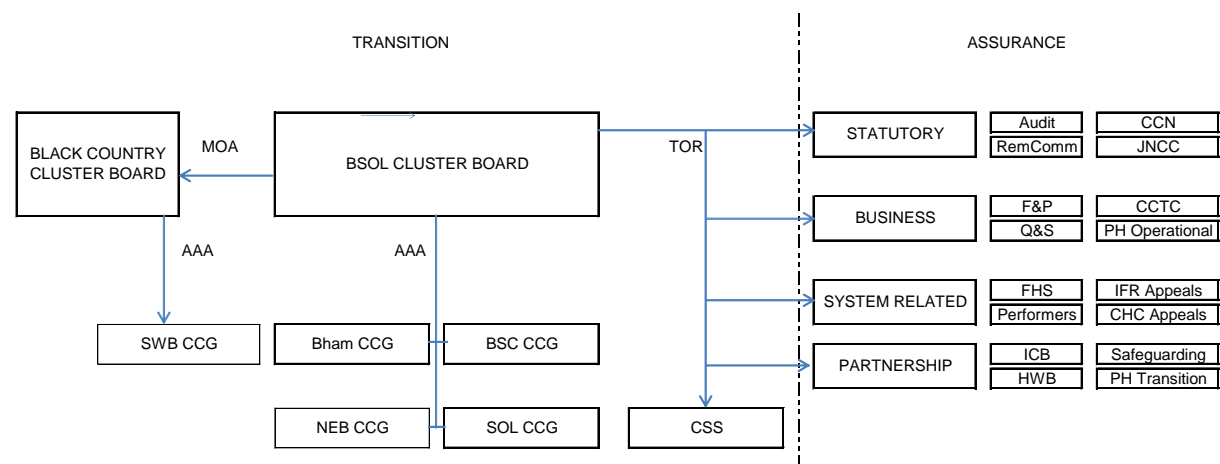 TRANSITION
ASSURANCE
BLACK COUNTRY
CLUSTER BOARD
MOA
BSOL CLUSTER BOARD
TOR
STATUTORY
Audit
CCN
RemComm
JNCC
AAA
AAA
BUSINESS
F&P
CCTC
Q&S
PH Operational
SYSTEM RELATED
FHS
IFR Appeals
Performers
CHC Appeals
SWB CCG
Bham CCG
BSC CCG
PARTNERSHIP
ICB
Safeguarding
HWB
PH Transition
NEB CCG
SOL CCG
CSS